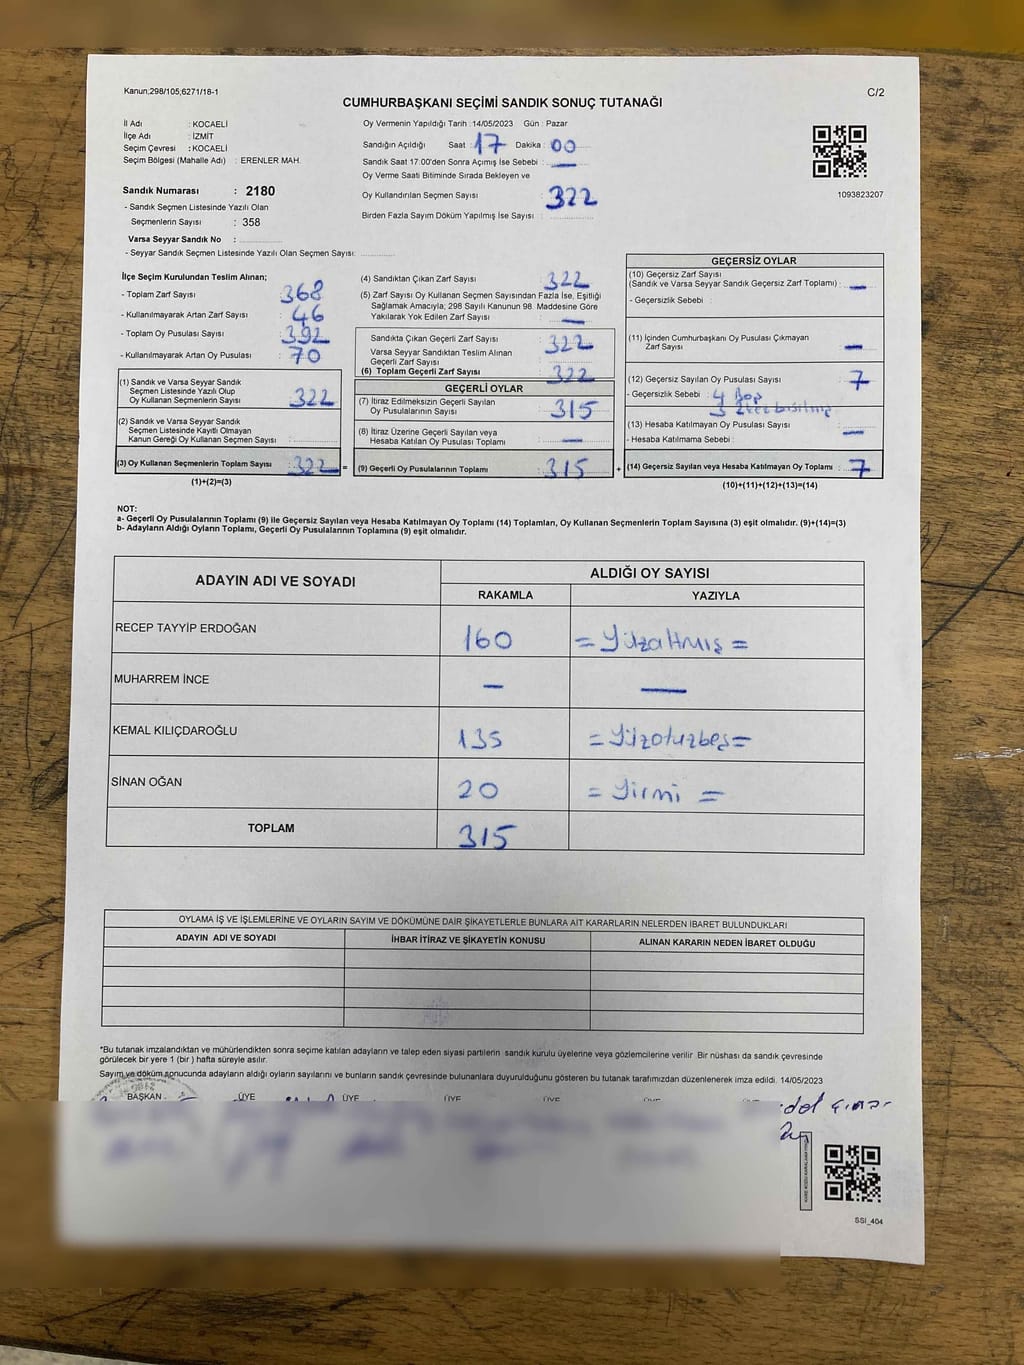 Kanun;298/105;6271/18-1
C/2
CUMHURBAŞKANI SEÇİMİ SANDIK SONUÇ TUTANAĞI
İl Adı : KOCAELİ
İlçe Adı : İZMİT
Seçim Çevresi : KOCAELİ
Seçim Bölgesi (Mahalle Adı) : ERENLER MAH.
Sandık Numarası : 2180
- Sandık Seçmen Listesinde Yazılı Olan
Seçmenlerin Sayısı : 358
Varsa Seyyar Sandık No :
- Seyyar Sandık Seçmen Listesinde Yazılı Olan Seçmen Sayısı:
Oy Vermenin Yapıldığı Tarih :14/05/2023 Gün : Pazar
Sandığın Açıldığı Saat : 17 Dakika : 00
Sandık Saat 17:00'den Sonra Açımış İse Sebebi : —
Oy Verme Saati Bitiminde Sırada Bekleyen ve
Oy Kullandırılan Seçmen Sayısı : 322
Birden Fazla Sayım Döküm Yapılmış İse Sayısı :
1093823207
İlçe Seçim Kurulundan Teslim Alınan;
- Toplam Zarf Sayısı : 368
- Kullanılmayarak Artan Zarf Sayısı : 46
- Toplam Oy Pusulası Sayısı : 392
- Kullanılmayarak Artan Oy Pusulası : 70
(1) Sandık ve Varsa Seyyar Sandık
Seçmen Listesinde Yazılı Olup
Oy Kullanan Seçmenlerin Sayısı : 322
(2) Sandık ve Varsa Seyyar Sandık
Seçmen Listesinde Kayıtlı Olmayan
Kanun Gereği Oy Kullanan Seçmen Sayısı :
(3) Oy Kullanan Seçmenlerin Toplam Sayısı : 322 =
(1)+(2)=(3)
(4) Sandıktan Çıkan Zarf Sayısı : 322
(5) Zarf Sayısı Oy Kullanan Seçmen Sayısından Fazla İse, Eşitliği
Sağlamak Amacıyla; 298 Sayılı Kanunun 98. Maddesine Göre
Yakılarak Yok Edilen Zarf Sayısı : —
Sandıkta Çıkan Geçerli Zarf Sayısı : 322
Varsa Seyyar Sandıktan Teslim Alınan
Geçerli Zarf Sayısı
(6) Toplam Geçerli Zarf Sayısı : 322
GEÇERLİ OYLAR
(7) İtiraz Edilmeksizin Geçerli Sayılan
Oy Pusulalarının Sayısı : 315
(8) İtiraz Üzerine Geçerli Sayılan veya
Hesaba Katılan Oy Pusulası Toplamı : —
(9) Geçerli Oy Pusulalarının Toplamı : 315 +
GEÇERSİZ OYLAR
(10) Geçersiz Zarf Sayısı
(Sandık ve Varsa Seyyar Sandık Geçersiz Zarf Toplamı) : —
- Geçersizlik Sebebi :
(11) İçinden Cumhurbaşkanı Oy Pusulası Çıkmayan
Zarf Sayısı : —
(12) Geçersiz Sayılan Oy Pusulası Sayısı : 7
- Geçersizlik Sebebi : 4 Boş
3
(13) Hesaba Katılmayan Oy Pusulası Sayısı : —
- Hesaba Katılmama Sebebi :
(14) Geçersiz Sayılan veya Hesaba Katılmayan Oy Toplamı : 7
(10)+(11)+(12)+(13)=(14)
NOT:
a- Geçerli Oy Pusulalarının Toplamı (9) ile Geçersiz Sayılan veya Hesaba Katılmayan Oy Toplamı (14) Toplamları, Oy Kullanan Seçmenlerin Toplam Sayısına (3) eşit olmalıdır. (9)+(14)=(3)
b- Adayların Aldığı Oyların Toplamı, Geçerli Oy Pusulalarının Toplamına (9) eşit olmalıdır.
ADAYIN ADI VE SOYADI
ALDIĞI OY SAYISI
RAKAMLA YAZIYLA
RECEP TAYYİP ERDOĞAN 160 = Yüzaltmış =
MUHARREM İNCE — —
KEMAL KILIÇDAROĞLU 135 = Yüzotuzbeş =
SİNAN OĞAN 20 = Yirmi =
TOPLAM 315
OYLAMA İŞ VE İŞLEMLERİNE VE OYLARIN SAYIM VE DÖKÜMÜNE DAİR ŞİKAYETLERLE BUNLARA AİT KARARLARIN NELERDEN İBARET BULUNDUKLARI
ADAYIN ADI VE SOYADI İHBAR İTİRAZ VE ŞİKAYETİN KONUSU ALINAN KARARIN NEDEN İBARET OLDUĞU
*Bu tutanak imzalandıktan ve mühürlendikten sonra seçime katılan adayların ve talep eden siyasi partilerin sandık kurulu üyelerine veya gözlemcilerine verilir. Bir nüshası da sandık çevresinde
görülecek bir yere 1 (bir) hafta süreyle asılır.
Sayım ve döküm sonucunda adayların aldığı oyların sayılarını ve bunların sandık çevresinde bulunanlara duyurulduğunu gösteren bu tutanak tarafımızdan düzenlenerek imza edildi. 14/05/2023
BAŞKAN ÜYE ÜYE ÜYE ÜYE ÜYE
SSI_404